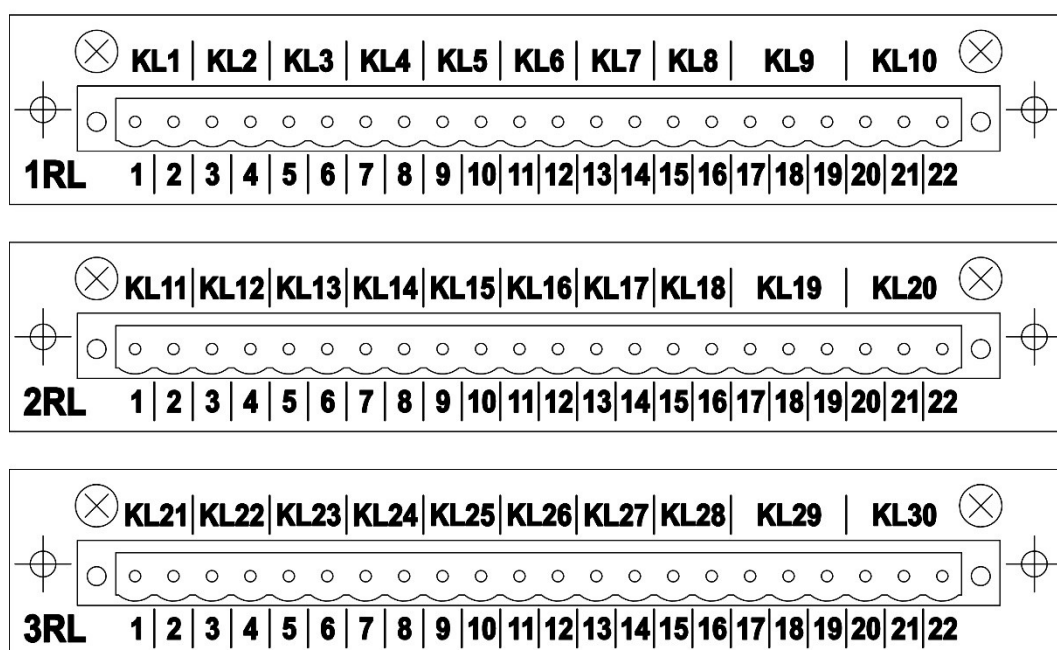 KL1 | KL2 | KL3 | KL4 | KL5 | KL6 | KL7 | KL8 | KL9 | KL10
1RL 1 | 2 | 3 | 4 | 5 | 6 | 7 | 8 | 9 | 10 | 11 | 12 | 13 | 14 | 15 | 16 | 17 | 18 | 19 | 20 | 21 | 22
KL11 | KL12 | KL13 | KL14 | KL15 | KL16 | KL17 | KL18 | KL19 | KL20
2RL 1 | 2 | 3 | 4 | 5 | 6 | 7 | 8 | 9 | 10 | 11 | 12 | 13 | 14 | 15 | 16 | 17 | 18 | 19 | 20 | 21 | 22
KL21 | KL22 | KL23 | KL24 | KL25 | KL26 | KL27 | KL28 | KL29 | KL30
3RL 1 | 2 | 3 | 4 | 5 | 6 | 7 | 8 | 9 | 10 | 11 | 12 | 13 | 14 | 15 | 16 | 17 | 18 | 19 | 20 | 21 | 22